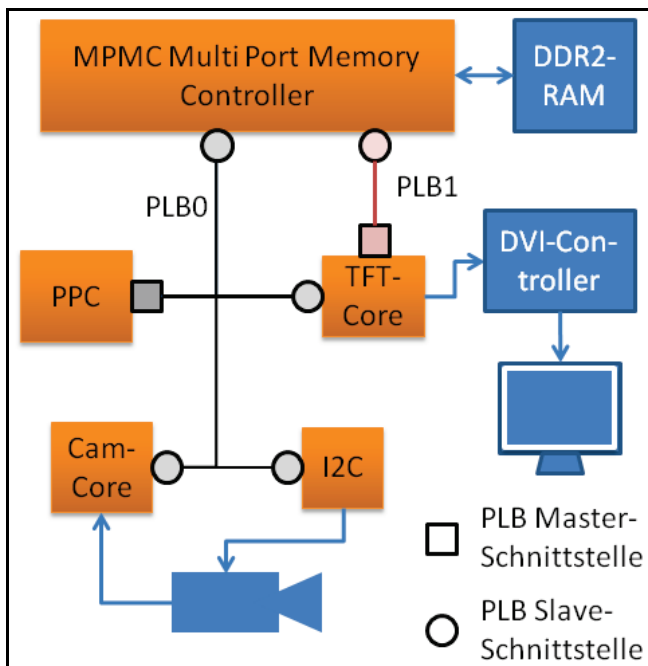 MPMC Multi Port Memory
Controller
DDR2-
RAM
PLB0
PLB1
PPC
TFT-
Core
DVI-Con-
troller
Cam-
Core
I2C
PLB Master-
Schnittstelle
PLB Slave-
Schnittstelle